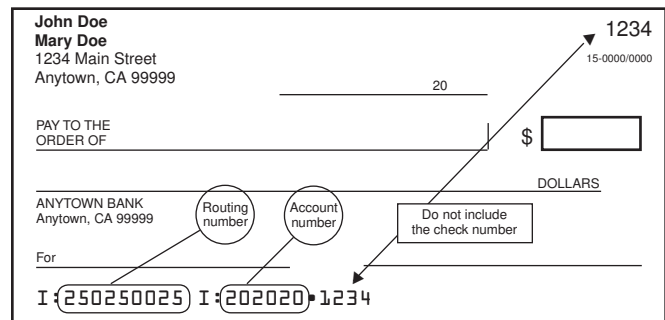 John Doe
Mary Doe
1234
1234 Main Street
15-0000/0000
Anytown, CA 99999
20
PAY TO THE
ORDER OF
$
DOLLARS
ANYTOWN BANK
Anytown, CA 99999
Routing
number
Account
number
Do not include
the check number
For
I:250250025 I:202020•1234